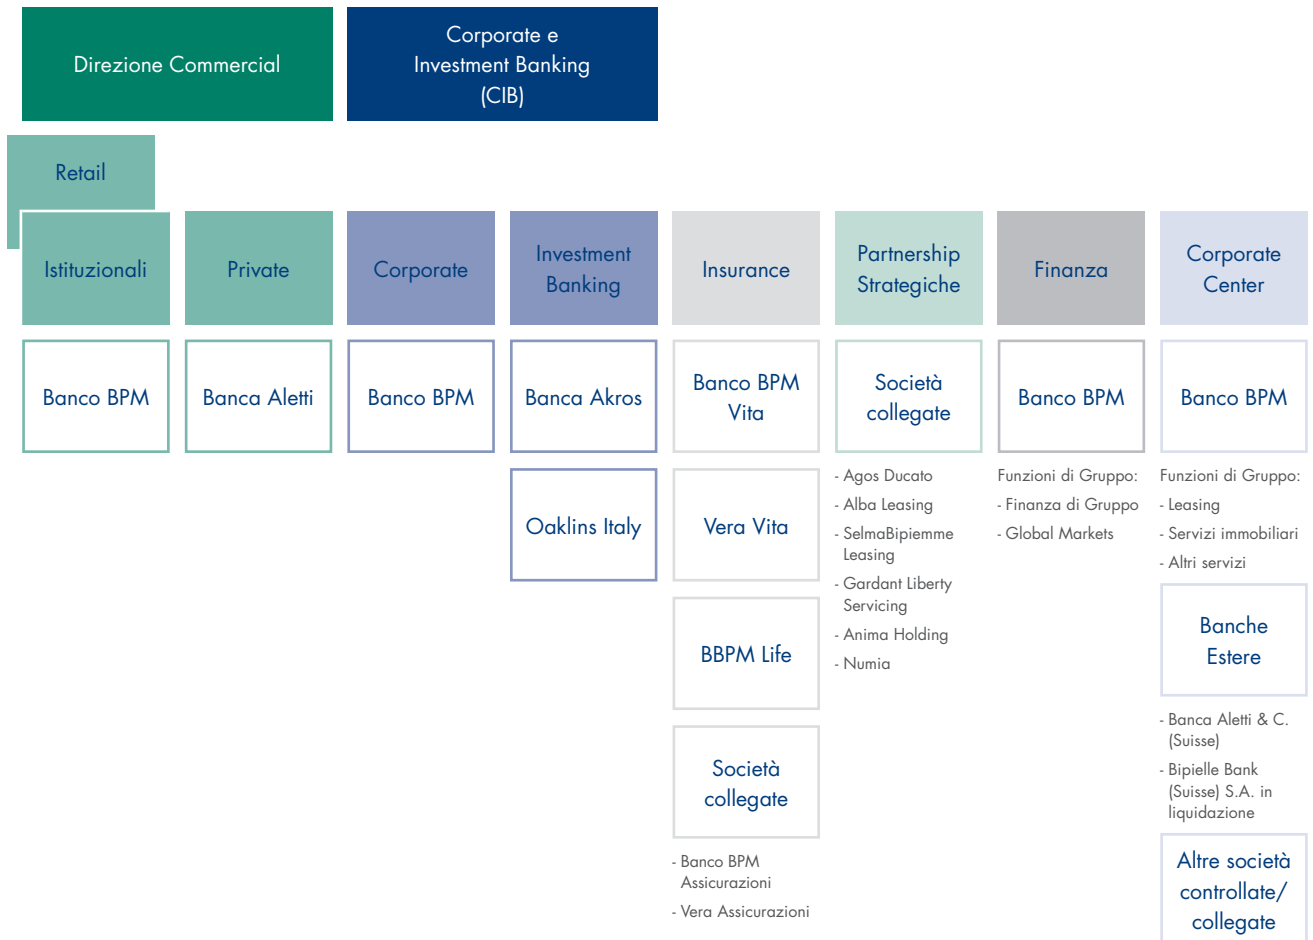 Direzione Commercial
Corporate e
Investment Banking
(CIB)
Retail
Istituzionali
Private
Corporate
Investment
Banking
Insurance
Partnership
Strategiche
Finanza
Corporate
Center
Banco BPM
Banca Aletti
Banco BPM
Banca Akros
Banco BPM
Vita
Società
collegate
Banco BPM
Banco BPM
Oaklins Italy
Vera Vita
BBPM Life
Società
collegate
- Banco BPM
Assicurazioni
- Vera Assicurazioni
- Agos Ducato
- Alba Leasing
- SelmaBipiemme
Leasing
- Gardant Liberty
Servicing
- Anima Holding
- Numia
Funzioni di Gruppo:
- Finanza di Gruppo
- Global Markets
Funzioni di Gruppo:
- Leasing
- Servizi immobiliari
- Altri servizi
Banche
Estere
- Banca Aletti & C.
(Suisse)
- Bipielle Bank
(Suisse) S.A. in
liquidazione
Altre società
controllate/
collegate